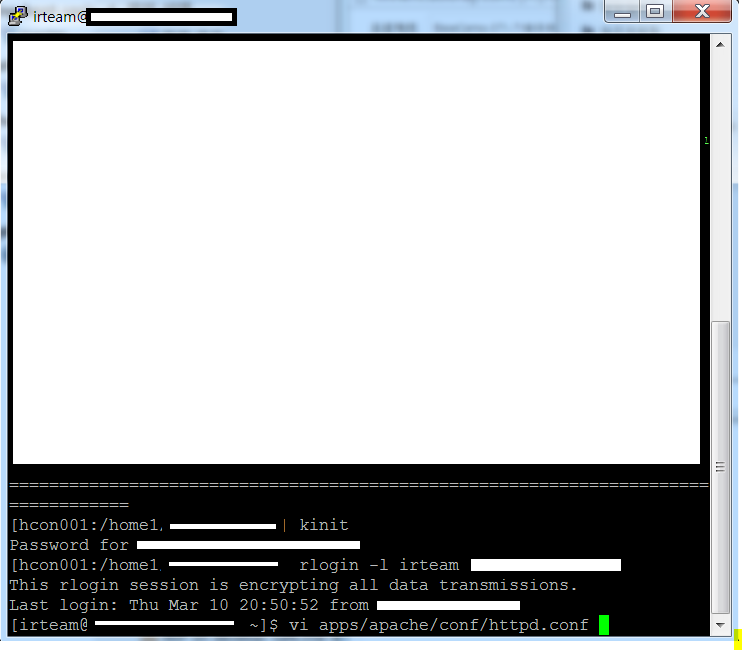 irteam@
1
======================================================================
============
[hcon001:/home1/ | kinit
Password for
[hcon001:/home1 rlogin -l irteam
This rlogin session is encrypting all data transmissions.
Last login: Thu Mar 10 20:50:52 from
[irteam@ ~]$ vi apps/apache/conf/httpd.conf